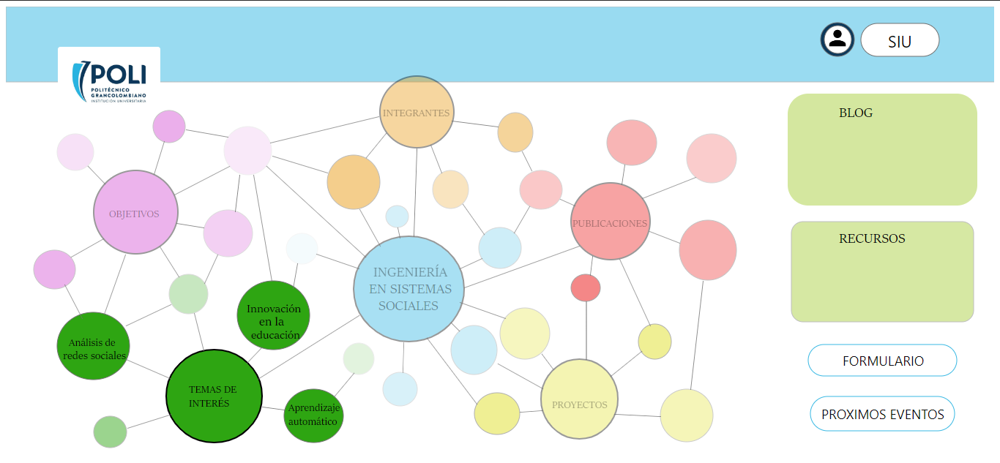 SIU
POLI
POLITÉCNICO
GRANCOLOMBIANO
INSTITUCIÓN UNIVERSITARIA
INTEGRANTES
BLOG
OBJETIVOS
PUBLICACIONES
RECURSOS
INGENIERÍA
EN SISTEMAS
SOCIALES
Innovación
en la
educación
Análisis de
redes sociales
FORMULARIO
TEMAS DE
INTERÉS
Aprendizaje
automático
PROYECTOS
PROXIMOS EVENTOS